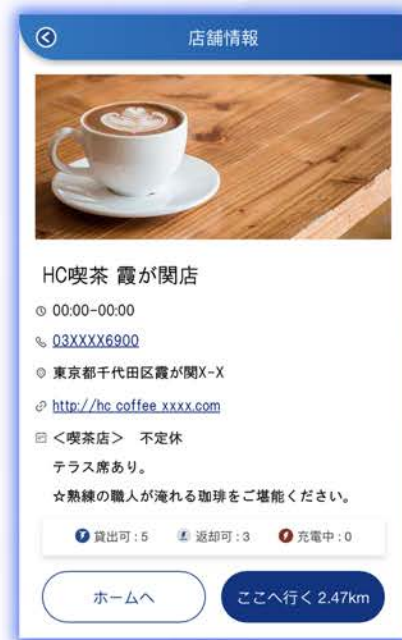 店舗情報
HC喫茶 霞が関店
00:00-00:00
03XXXX6900
東京都千代田区霞が関X-X
http://hc coffee xxxx.com
＜喫茶店＞　不定休
テラス席あり。
☆熟練の職人が淹れる珈琲をご堪能ください。
貸出可：5 返却可：3 充電中：0
ホームへ ここへ行く 2.47km